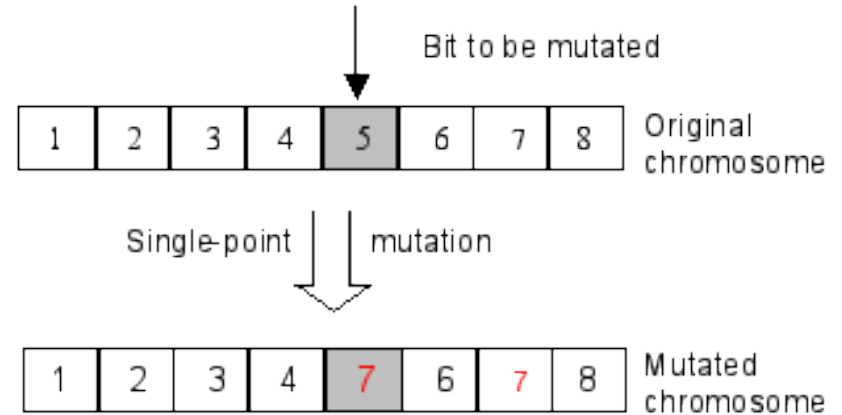 Bit to be mutated
1 2 3 4 5 6 7 8
Original
chromosome
Single-point mutation
1 2 3 4 7 6 7 8
Mutated
chromosome